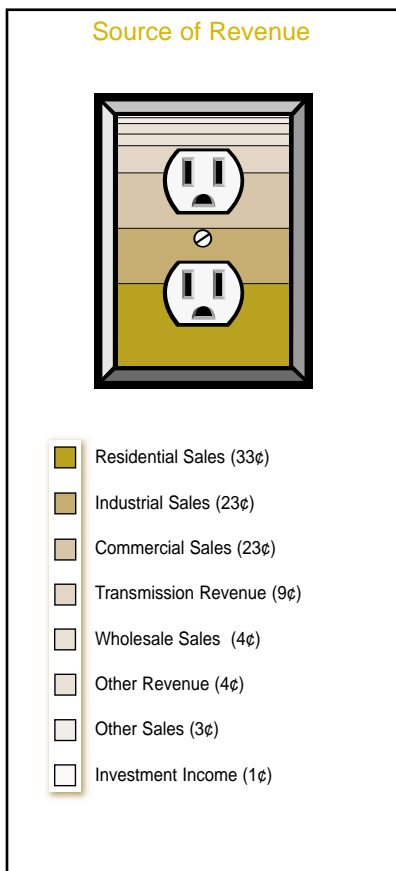 Source of Revenue
Residential Sales (33¢)
Industrial Sales (23¢)
Commercial Sales (23¢)
Transmission Revenue (9¢)
Wholesale Sales  (4¢)
Other Revenue (4¢)
Other Sales (3¢)
Investment Income (1¢)